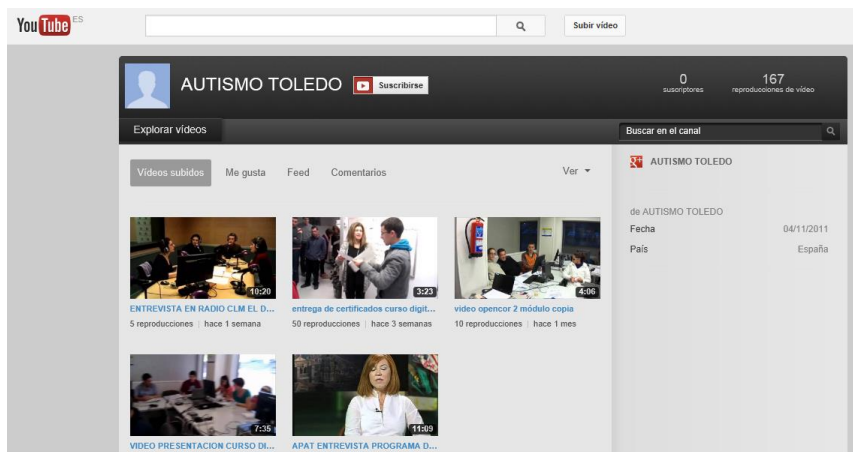 YouTube ES
Subir vídeo
AUTISMO TOLEDO
Suscribirse
0
suscriptores
167
reproducciones de vídeo
Explorar vídeos
Buscar en el canal
Vídeos subidos
Me gusta
Feed
Comentarios
Ver
AUTISMO TOLEDO
de AUTISMO TOLEDO
Fecha 04/11/2011
País España
10:20
ENTREVISTA EN RADIO CLM EL D...
5 reproducciones | hace 1 semana
3:23
entrega de certificados curso digit...
50 reproducciones | hace 3 semanas
4:06
video opencor 2 módulo copia
10 reproducciones | hace 1 mes
7:35
VIDEO PRESENTACION CURSO DI...
11:09
APAT ENTREVISTA PROGRAMA D...